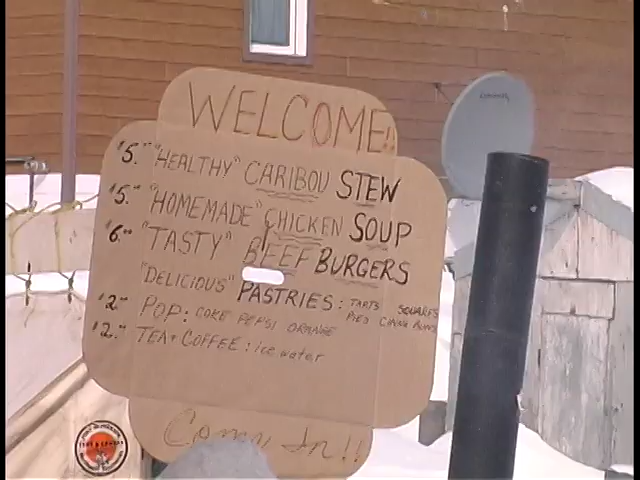 WELCOME!!
$5.00 "HEALTHY" CARIBOU STEW
$5.00 "HOMEMADE" CHICKEN SOUP
$6.00 "TASTY" BEEF BURGERS
"DELICIOUS" PASTRIES: TARTS SQUARES
PIES CINNA BUNS
$2.00 POP: COKE PEPSI ORANGE
$2.00 TEA + COFFEE: ice water
Come In!!